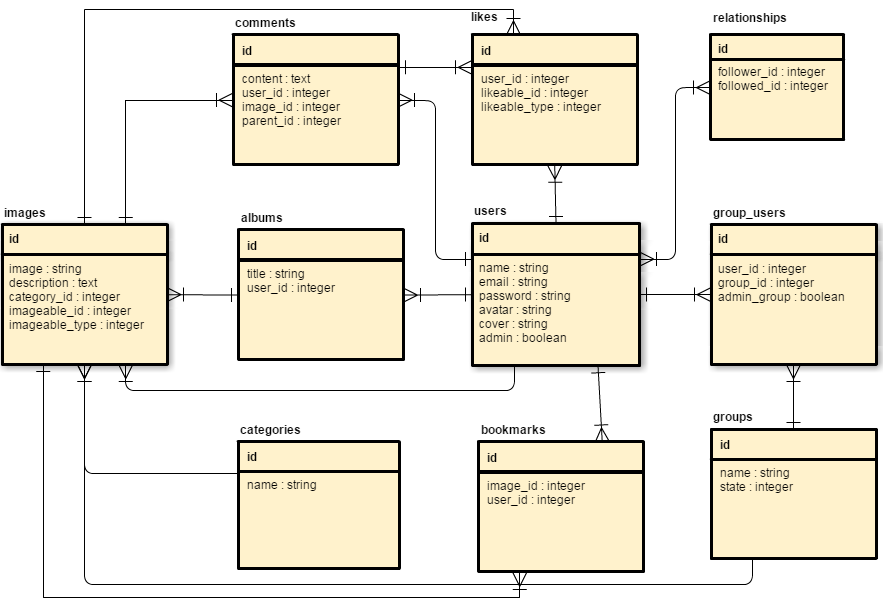 comments
id
content : text
user_id : integer
image_id : integer
parent_id : integer
likes
id
user_id : integer
likeable_id : integer
likeable_type : integer
relationships
id
follower_id : integer
followed_id : integer
images
id
image : string
description : text
category_id : integer
imageable_id : integer
imageable_type : integer
albums
id
title : string
user_id : integer
users
id
name : string
email : string
password : string
avatar : string
cover : string
admin : boolean
group_users
id
user_id : integer
group_id : integer
admin_group : boolean
categories
id
name : string
bookmarks
id
image_id : integer
user_id : integer
groups
id
name : string
state : integer